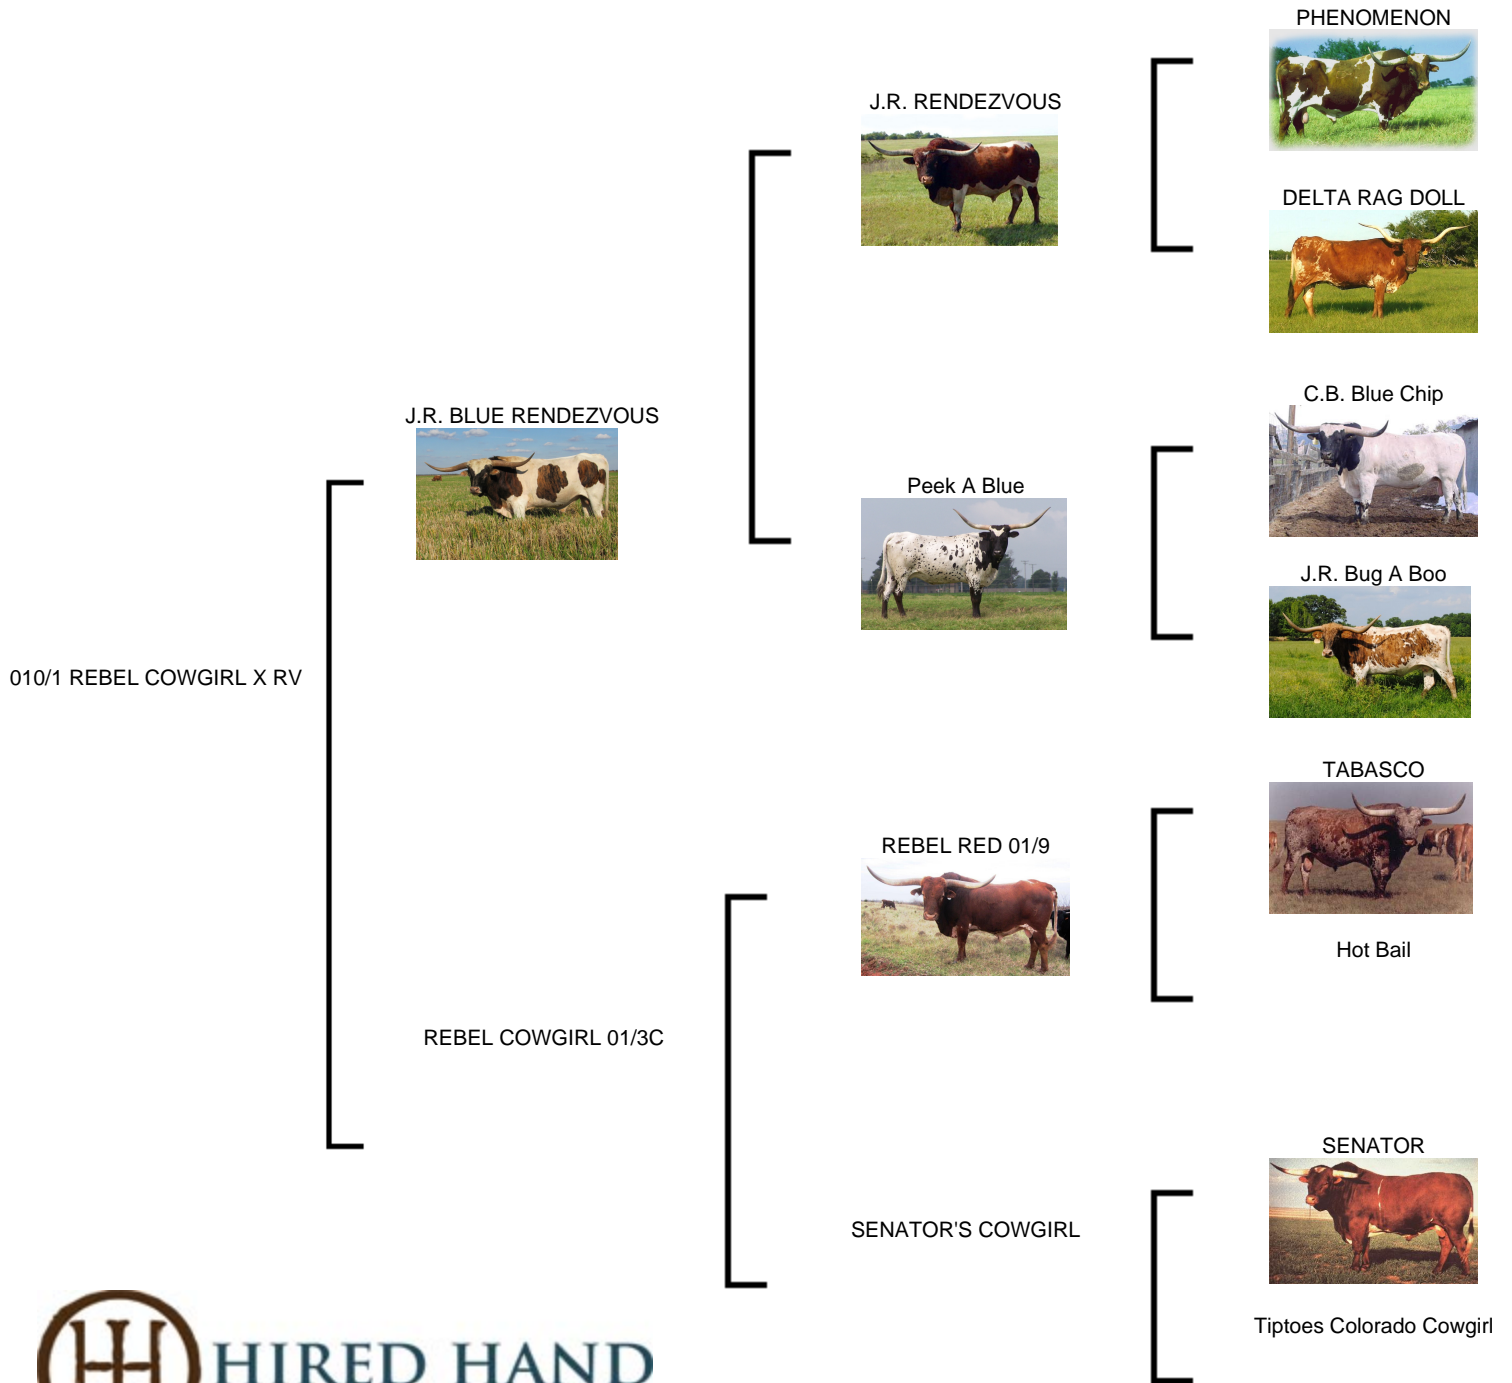 PHENOMENON
J.R. RENDEZVOUS
DELTA RAG DOLL
J.R. BLUE RENDEZVOUS
C.B. Blue Chip
Peek A Blue
J.R. Bug A Boo
010/1 REBEL COWGIRL X RV
TABASCO
REBEL RED 01/9
Hot Bail
REBEL COWGIRL 01/3C
SENATOR
SENATOR'S COWGIRL
Tiptoes Colorado Cowgirl
HIRED HAND